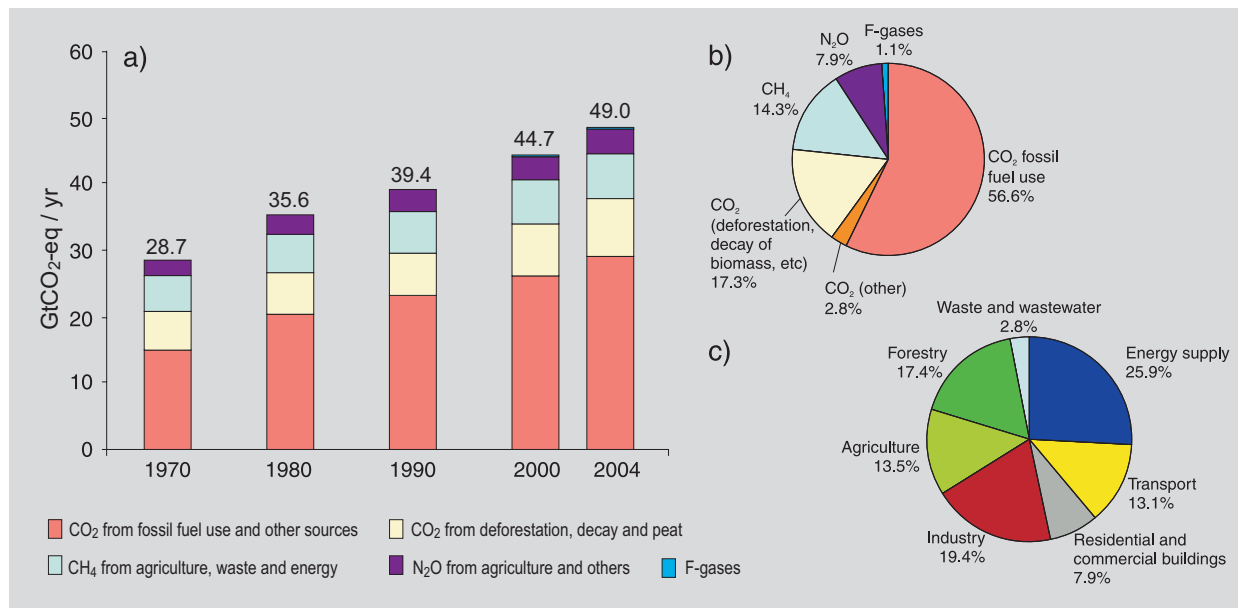 a)
GtCO₂-eq / yr
60
50
40
30
20
10
0
28.7
35.6
39.4
44.7
49.0
1970
1980
1990
2000
2004
CO₂ from fossil fuel use and other sources
CO₂ from deforestation, decay and peat
CH₄ from agriculture, waste and energy
N₂O from agriculture and others
F-gases
b)
F-gases
1.1%
N₂O
7.9%
CH₄
14.3%
CO₂ fossil
fuel use
56.6%
CO₂
(deforestation,
decay of
biomass, etc)
17.3%
CO₂ (other)
2.8%
c)
Waste and wastewater
2.8%
Forestry
17.4%
Energy supply
25.9%
Agriculture
13.5%
Transport
13.1%
Industry
19.4%
Residential and
commercial buildings
7.9%